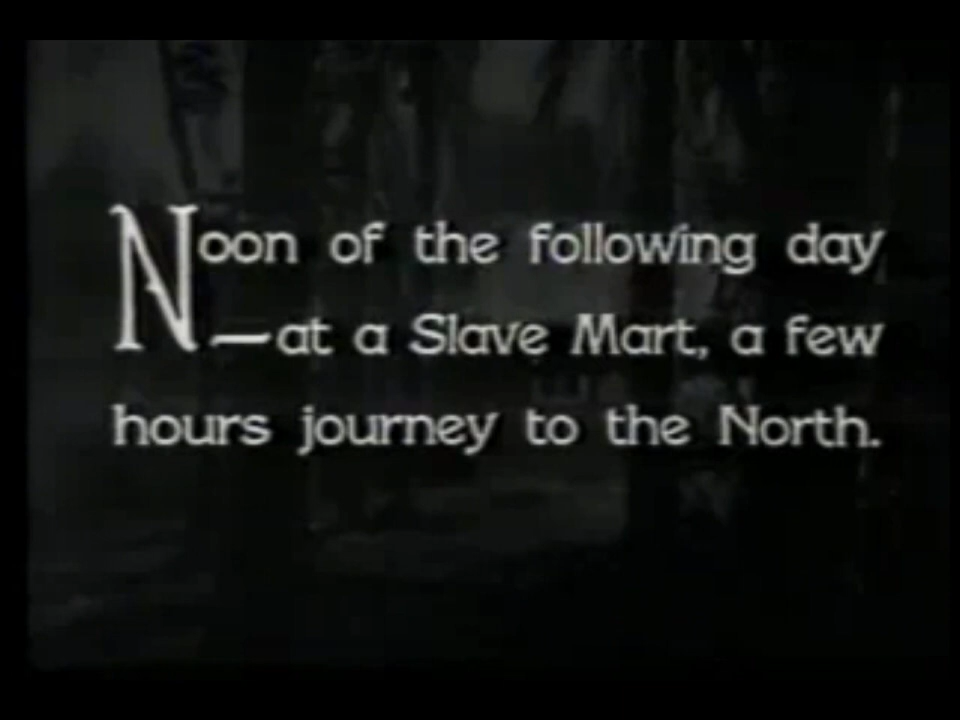 Noon of the following day
—at a Slave Mart, a few
hours journey to the North.